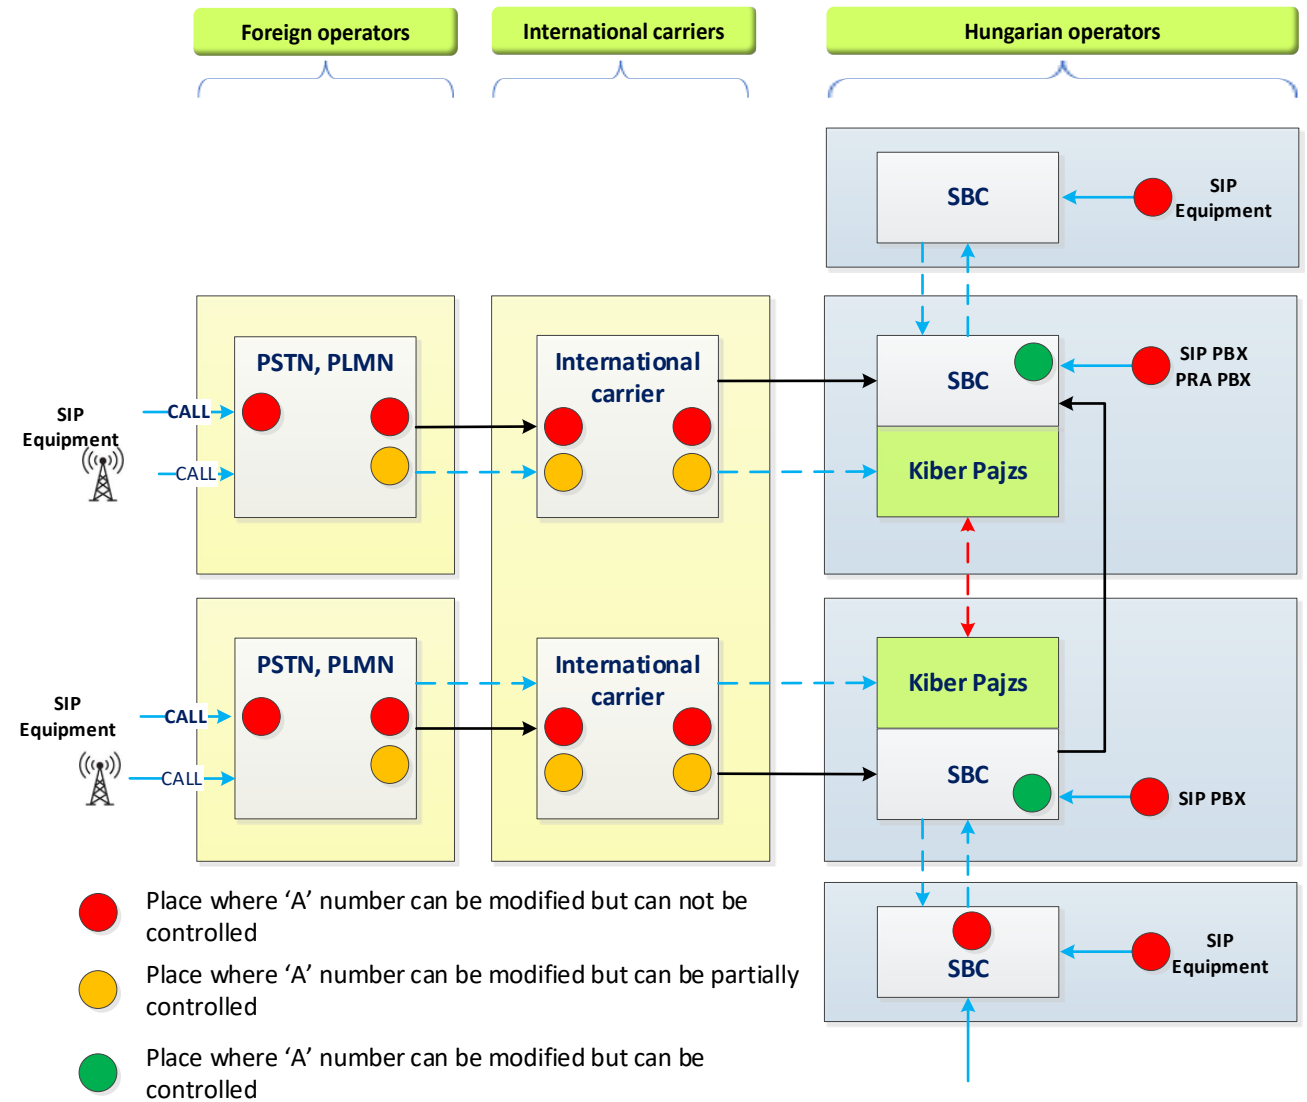 Foreign operators
International carriers
Hungarian operators
SBC
SIP
Equipment
PSTN, PLMN
International
carrier
SBC
SIP PBX
PRA PBX
SIP
Equipment
CALL
CALL
Kiber Pajzs
PSTN, PLMN
International
carrier
Kiber Pajzs
SIP
Equipment
CALL
CALL
SBC
SIP PBX
Place where ‘A’ number can be modified but can not be
controlled
SBC
SIP
Equipment
Place where ‘A’ number can be modified but can be partially
controlled
Place where ‘A’ number can be modified but can be
controlled